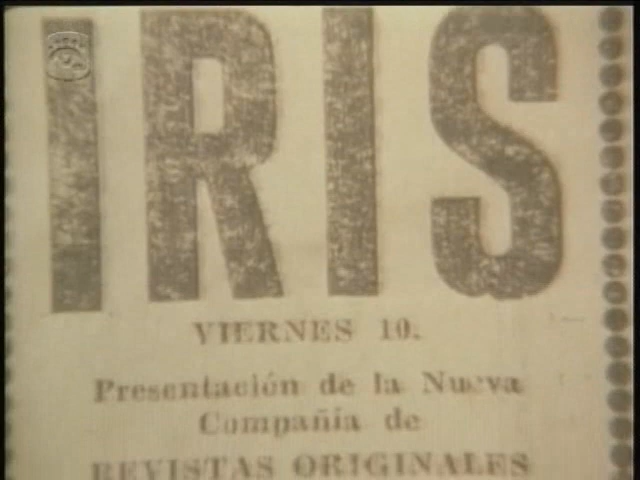 IRIS
VIERNES 10.
Presentación de la Nueva
Compañía de
REVISTAS ORIGINALES